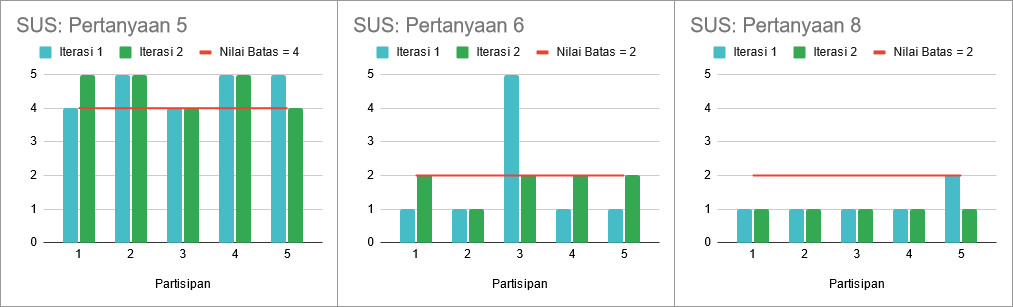 SUS: Pertanyaan 5
Iterasi 1 Iterasi 2 Nilai Batas = 4
5
4
3
2
1
0
1 2 3 4 5
Partisipan
SUS: Pertanyaan 6
Iterasi 1 Iterasi 2 Nilai Batas = 2
5
4
3
2
1
0
1 2 3 4 5
Partisipan
SUS: Pertanyaan 8
Iterasi 1 Iterasi 2 Nilai Batas = 2
5
4
3
2
1
0
1 2 3 4 5
Partisipan